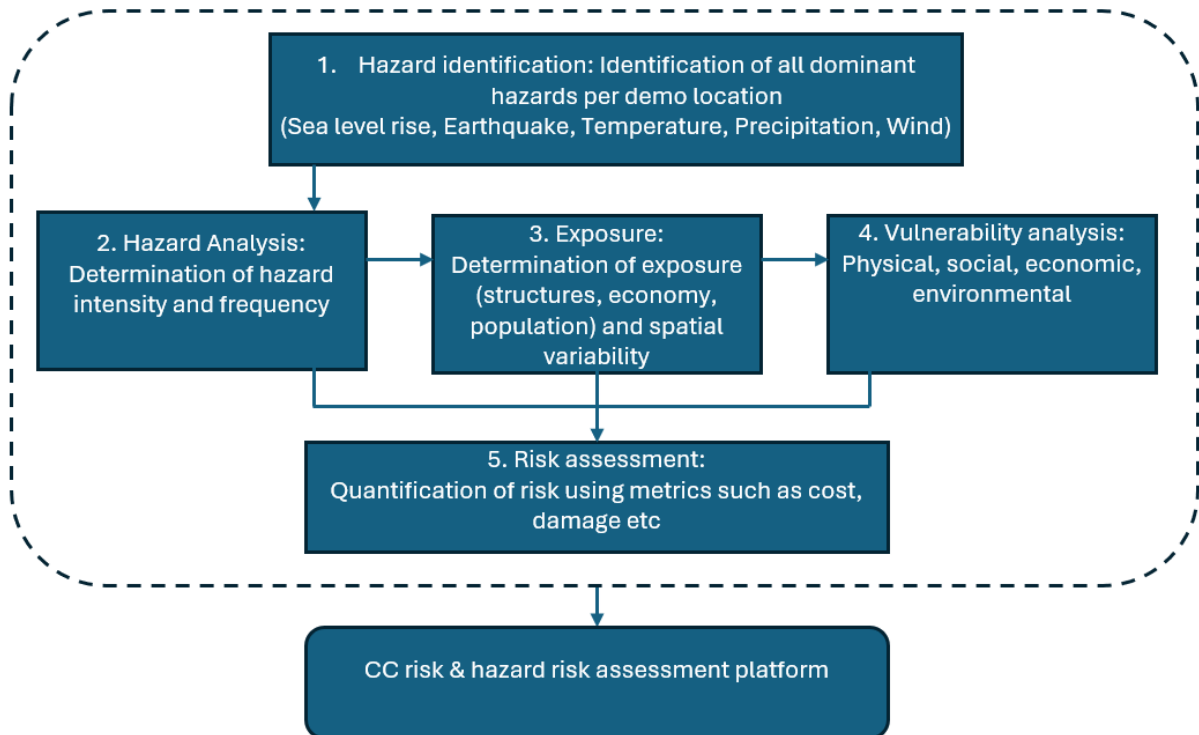 1. Hazard identification: Identification of all dominant
hazards per demo location
(Sea level rise, Earthquake, Temperature, Precipitation, Wind)
2. Hazard Analysis:
Determination of hazard
intensity and frequency
3. Exposure:
Determination of exposure
(structures, economy,
population) and spatial
variability
4. Vulnerability analysis:
Physical, social, economic,
environmental
5. Risk assessment:
Quantification of risk using metrics such as cost,
damage etc
CC risk & hazard risk assessment platform